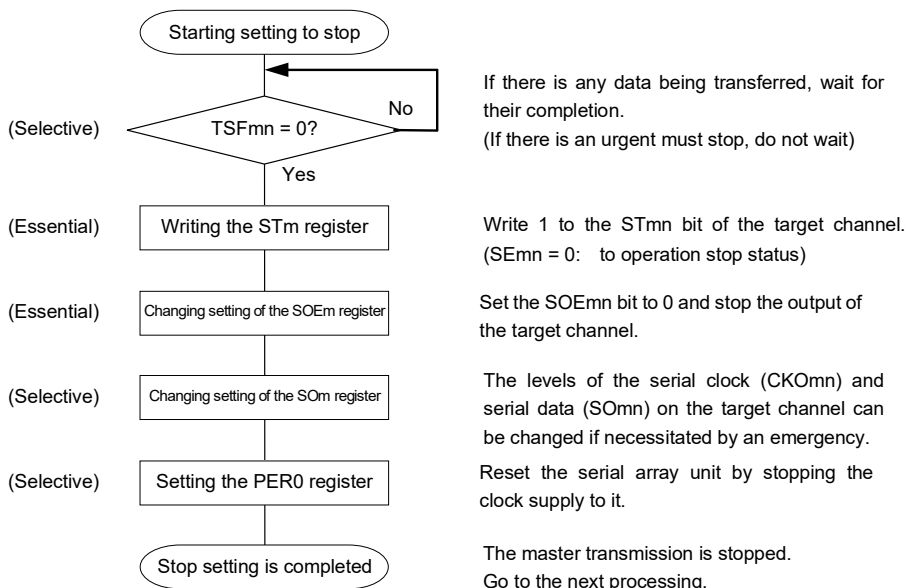 Starting setting to stop
No
If there is any data being transferred, wait for
their completion.
(If there is an urgent must stop, do not wait)
(Selective)
TSFmn = 0?
Yes
(Essential)
Writing the STm register
Write 1 to the STmn bit of the target channel.
(SEmn = 0: to operation stop status)
(Essential)
Changing setting of the SOEm register
Set the SOEmn bit to 0 and stop the output of
the target channel.
(Selective)
Changing setting of the SOm register
The levels of the serial clock (CKOmn) and
serial data (SOmn) on the target channel can
be changed if necessitated by an emergency.
(Selective)
Setting the PER0 register
Reset the serial array unit by stopping the
clock supply to it.
Stop setting is completed
The master transmission is stopped.
Go to the next processing.